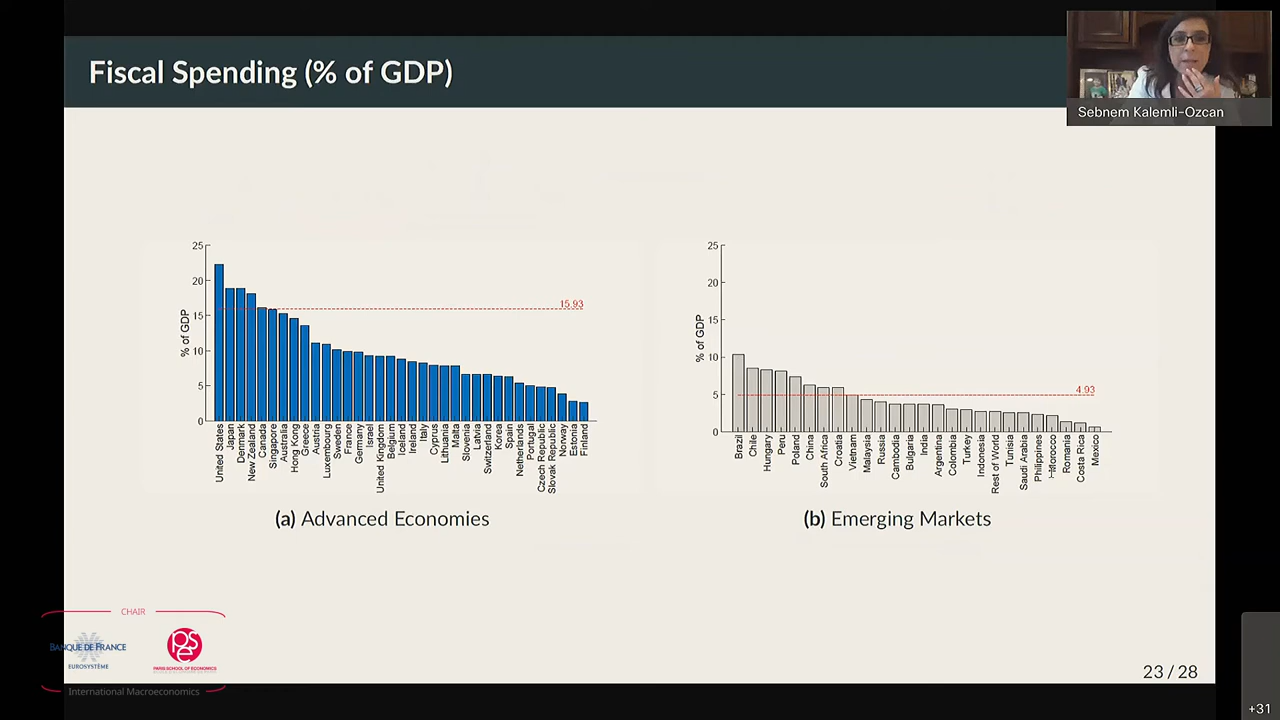 Fiscal Spending (% of GDP)
Sebnem Kalemli-Ozcan
25
20
15
10
5
0
% of GDP
15.93
United States
Japan
Denmark
New Zealand
Canada
Singapore
Australia
Hong Kong
Greece
Austria
Luxembourg
Sweden
France
Germany
Israel
United Kingdom
Belgium
Iceland
Ireland
Italy
Cyprus
Lithuania
Malta
Slovenia
Latvia
Switzerland
Korea
Spain
Netherlands
Portugal
Czech Republic
Slovak Republic
Norway
Estonia
Finland
(a) Advanced Economies
25
20
15
10
5
0
% of GDP
4.93
Brazil
Chile
Hungary
Peru
Poland
China
South Africa
Croatia
Vietnam
Malaysia
Russia
Cambodia
Bulgaria
India
Argentina
Colombia
Turkey
Indonesia
Rest of World
Tunisia
Saudi Arabia
Philippines
Morocco
Romania
Costa Rica
Mexico
(b) Emerging Markets
CHAIR
BANQUE DE FRANCE
EUROSYSTÈME
PSE
PARIS SCHOOL OF ECONOMICS
International Macroeconomics
23 / 28
+31